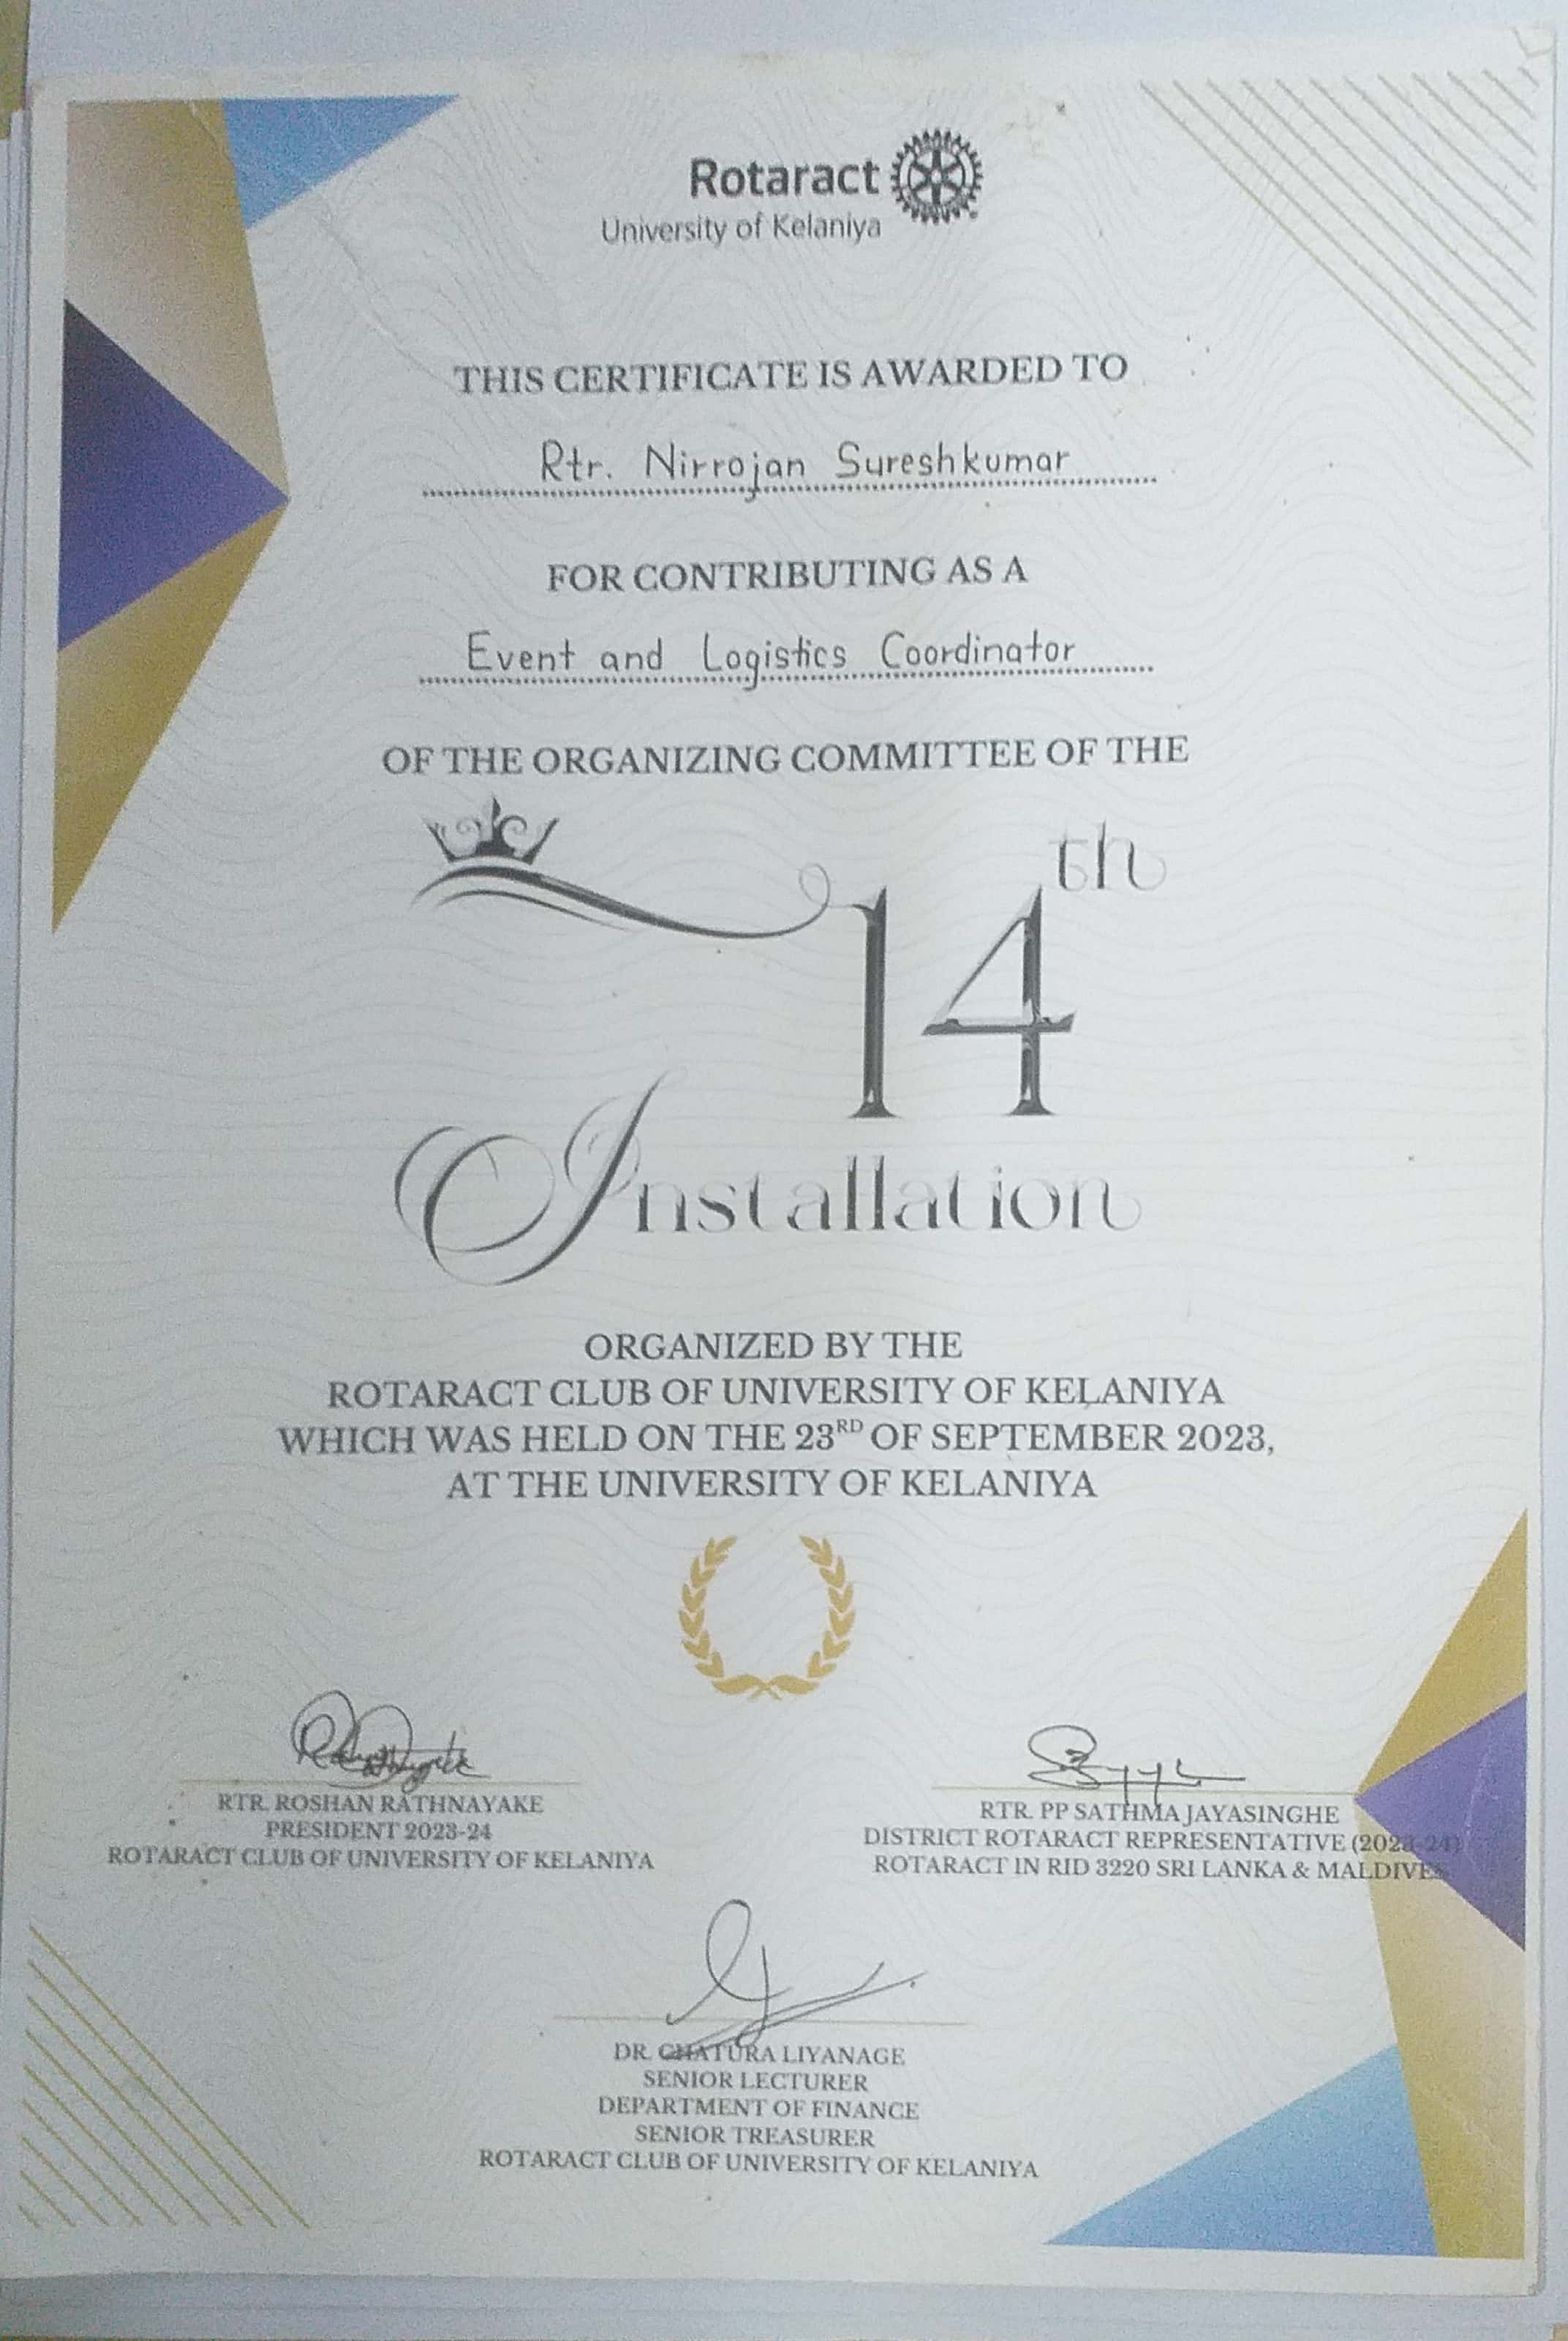 Rotaract
University of Kelaniya
THIS CERTIFICATE IS AWARDED TO
Rtr. Nirrojan Sureshkumar
FOR CONTRIBUTING AS A
Event and Logistics Coordinator
OF THE ORGANIZING COMMITTEE OF THE
14th
Installation
ORGANIZED BY THE
ROTARACT CLUB OF UNIVERSITY OF KELANIYA
WHICH WAS HELD ON THE 23RD OF SEPTEMBER 2023,
AT THE UNIVERSITY OF KELANIYA
RTR. ROSHAN RATHNAYAKE
PRESIDENT 2023-24
ROTARACT CLUB OF UNIVERSITY OF KELANIYA
RTR. PP SATHMA JAYASINGHE
DISTRICT ROTARACT REPRESENTATIVE (2023-24)
ROTARACT IN RID 3220 SRI LANKA & MALDIVES
DR. CHATURA LIYANAGE
SENIOR LECTURER
DEPARTMENT OF FINANCE
SENIOR TREASURER
ROTARACT CLUB OF UNIVERSITY OF KELANIYA